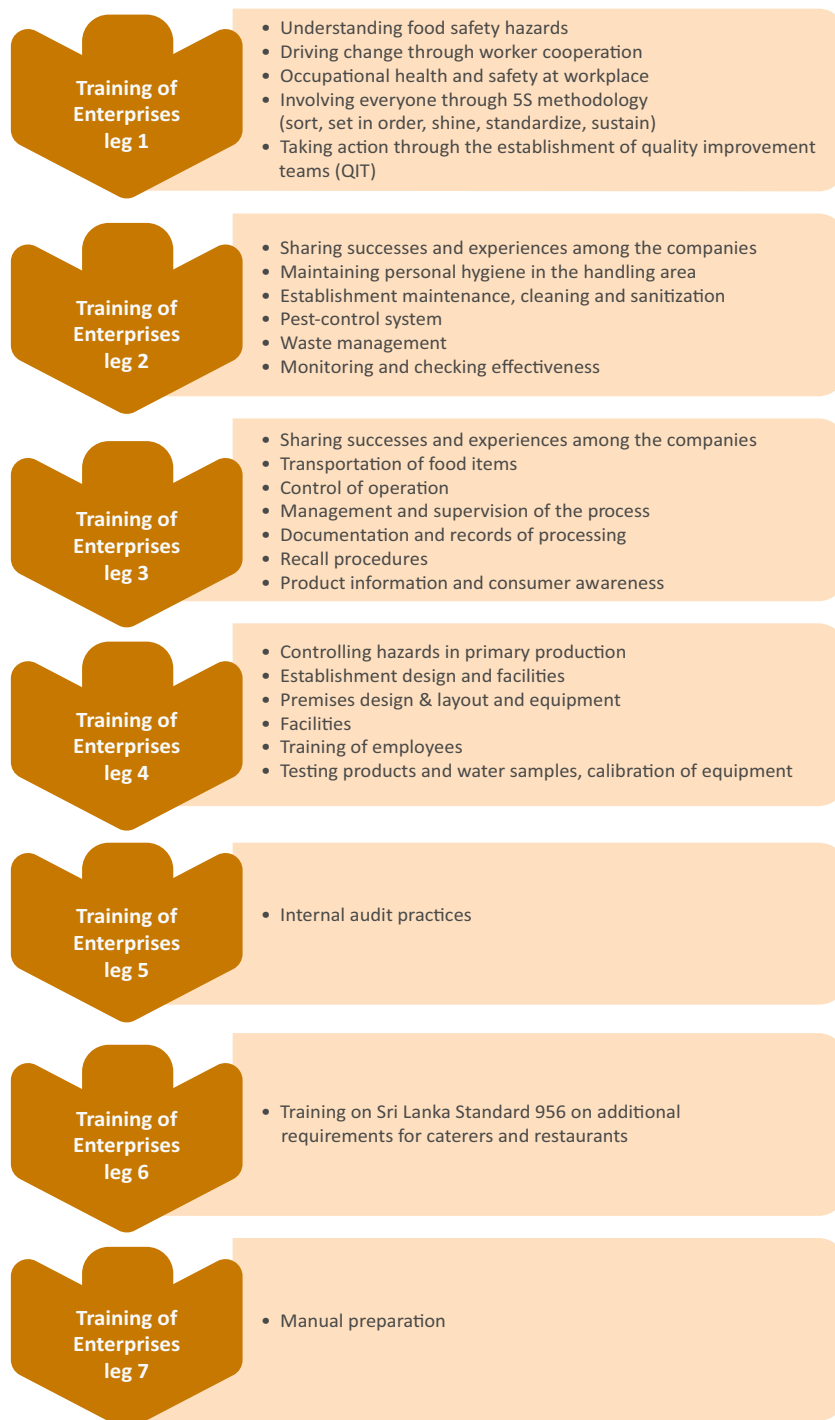 Training of
Enterprises
leg 1
• Understanding food safety hazards
• Driving change through worker cooperation
• Occupational health and safety at workplace
• Involving everyone through 5S methodology
(sort, set in order, shine, standardize, sustain)
• Taking action through the establishment of quality improvement
teams (QIT)
Training of
Enterprises
leg 2
• Sharing successes and experiences among the companies
• Maintaining personal hygiene in the handling area
• Establishment maintenance, cleaning and sanitization
• Pest-control system
• Waste management
• Monitoring and checking effectiveness
Training of
Enterprises
leg 3
• Sharing successes and experiences among the companies
• Transportation of food items
• Control of operation
• Management and supervision of the process
• Documentation and records of processing
• Recall procedures
• Product information and consumer awareness
Training of
Enterprises
leg 4
• Controlling hazards in primary production
• Establishment design and facilities
• Premises design & layout and equipment
• Facilities
• Training of employees
• Testing products and water samples, calibration of equipment
Training of
Enterprises
leg 5
• Internal audit practices
Training of
Enterprises
leg 6
• Training on Sri Lanka Standard 956 on additional
requirements for caterers and restaurants
Training of
Enterprises
leg 7
• Manual preparation